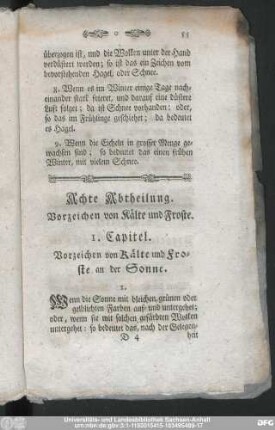 55
überzogen ist, und die Wolken unter der Hand
verdüstert werden; so ist das ein Zeichen vom
bevorstehenden Hagel, oder Schnee.
8. Wenn es im Winter einige Tage nach-
einander stark frieret, und darauf eine düstere
Luft folget: da ist Schnee vorhanden: oder,
so das im Frühlinge geschiehet; da bedeutet
es Hagel.
9. Wenn die Eicheln in grosser Menge ge-
wachsen sind; so bedeutet das einen frühen
Winter, mit vielem Schnee.
Achte Abtheilung.
Vorzeichen von Kälte und Froste.
1. Capitel.
Vorzeichen von Kälte und Fro-
ste an der Sonne.
1.
Wenn die Sonne mit bleichen, grünen oder
gelblichten Farben auf- und untergehet;
oder, wenn sie mit solchen gefärbten Wolken
untergehet: so bedeutet das, nach der Gelegen-
D 4 heit
Universitäts- und Landesbibliothek Sachsen-Anhalt